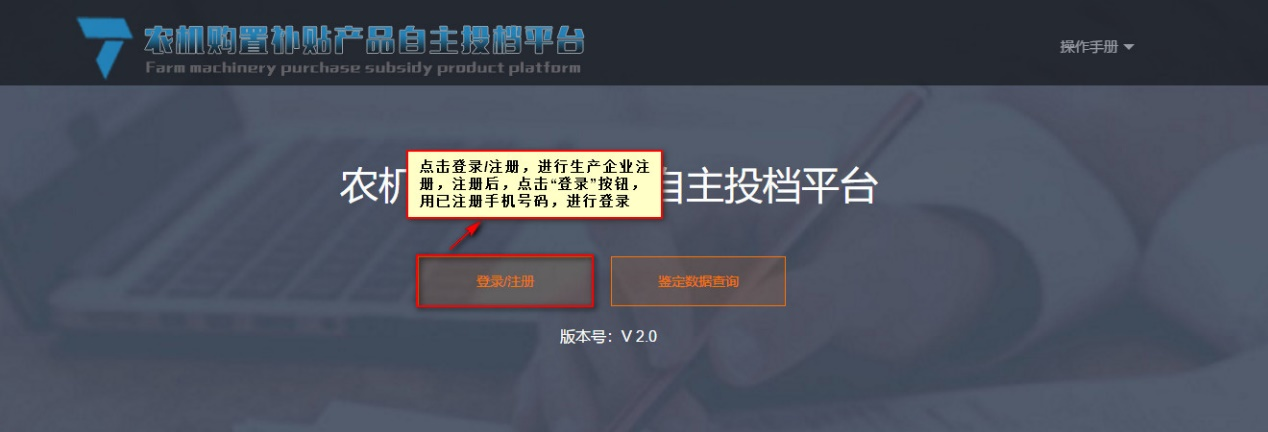 农机购置补贴产品自主投档平台
Farm machinery purchase subsidy product platform
操作手册
点击登录/注册，进行生产企业注
册，注册后，点击“登录”按钮，
用已注册手机号码，进行登录
农机 自主投档平台
登录/注册
鉴定数据查询
版本号：V 2.0